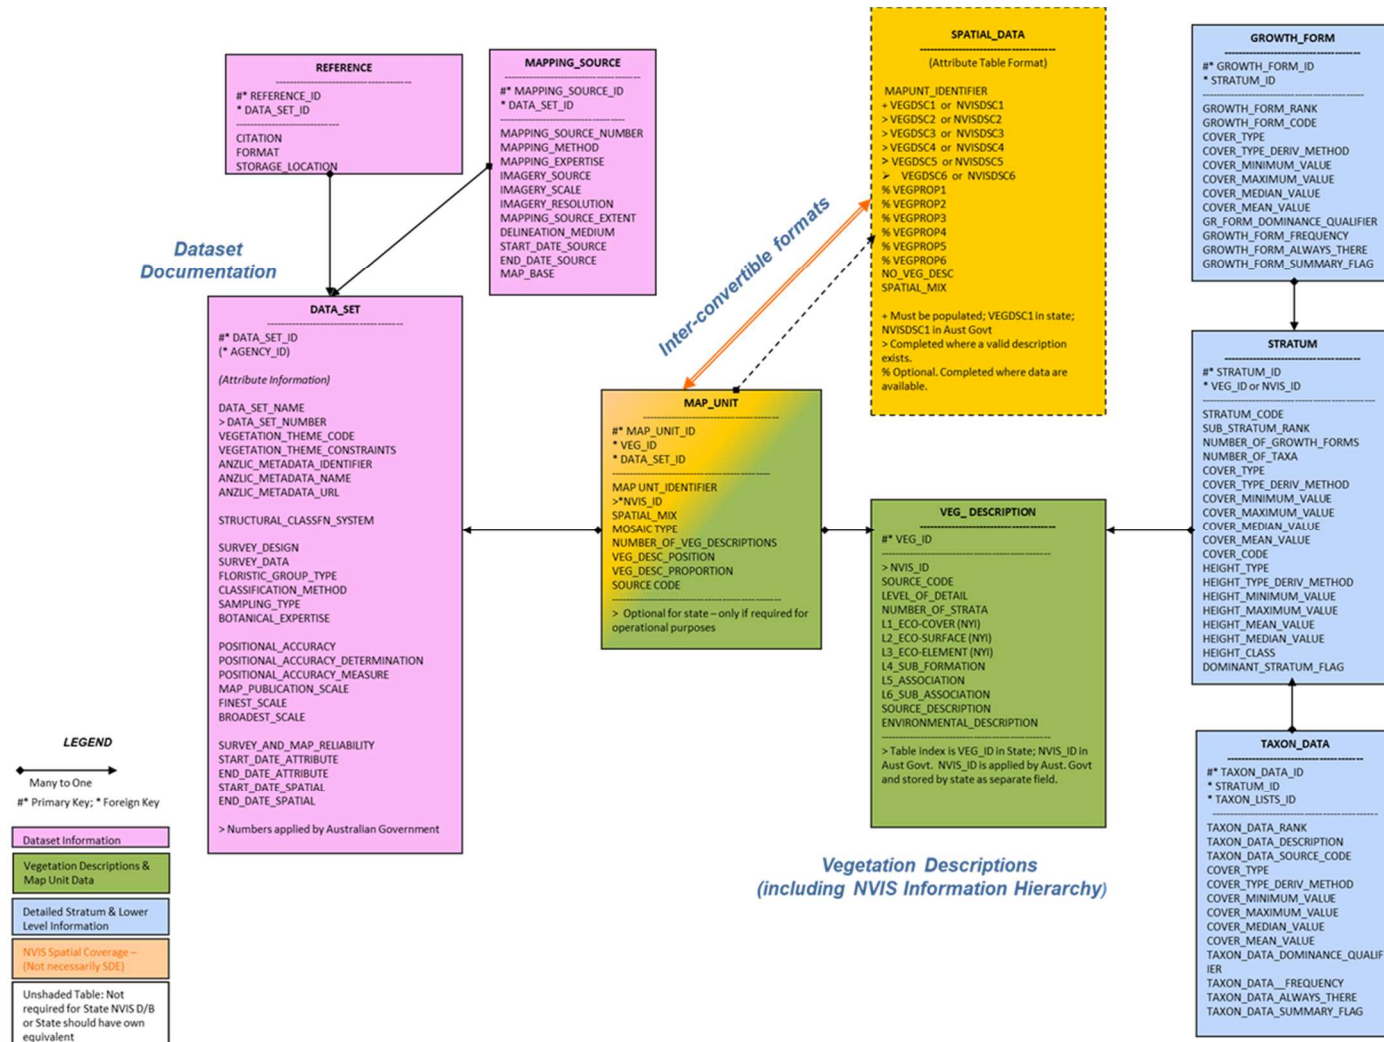 REFERENCE
#* REFERENCE_ID
* DATA_SET_ID
CITATION
FORMAT
STORAGE_LOCATION
MAPPING_SOURCE
#* MAPPING_SOURCE_ID
* DATA_SET_ID
MAPPING_SOURCE_NUMBER
MAPPING_METHOD
MAPPING_EXPERTISE
IMAGERY_SOURCE
IMAGERY_SCALE
IMAGERY_RESOLUTION
MAPPING_SOURCE_EXTENT
DELINEATION_MEDIUM
START_DATE_SOURCE
END_DATE_SOURCE
MAP_BASE
Dataset
Documentation
DATA_SET
#* DATA_SET_ID
(* AGENCY_ID)
(Attribute Information)
DATA_SET_NAME
> DATA_SET_NUMBER
VEGETATION_THEME_CODE
VEGETATION_THEME_CONSTRAINTS
ANZLIC_METADATA_IDENTIFIER
ANZLIC_METADATA_NAME
ANZLIC_METADATA_URL
STRUCTURAL_CLASSFN_SYSTEM
SURVEY_DESIGN
SURVEY_DATA
FLORISTIC_GROUP_TYPE
CLASSIFICATION_METHOD
SAMPLING_TYPE
BOTANICAL_EXPERTISE
POSITIONAL_ACCURACY
POSITIONAL_ACCURACY_DETERMINATION
POSITIONAL_ACCURACY_MEASURE
MAP_PUBLICATION_SCALE
FINEST_SCALE
BROADEST_SCALE
SURVEY_AND_MAP_RELIABILITY
START_DATE_ATTRIBUTE
END_DATE_ATTRIBUTE
START_DATE_SPATIAL
END_DATE_SPATIAL
> Numbers applied by Australian Government
LEGEND
Many to One
#* Primary Key; * Foreign Key
Dataset Information
Vegetation Descriptions &
Map Unit Data
Detailed Stratum & Lower
Level Information
NVIS Spatial Coverage –
(Not necessarily SDE)
Unshaded Table: Not
required for State NVIS D/B
or State should have own
equivalent
Inter-convertible formats
SPATIAL_DATA
(Attribute Table Format)
MAPUNT_IDENTIFIER
+ VEGDSC1 or NVISDSC1
> VEGDSC2 or NVISDSC2
> VEGDSC3 or NVISDSC3
> VEGDSC4 or NVISDSC4
> VEGDSC5 or NVISDSC5
➢ VEGDSC6 or NVISDSC6
% VEGPROP1
% VEGPROP2
% VEGPROP3
% VEGPROP4
% VEGPROP5
% VEGPROP6
NO_VEG_DESC
SPATIAL_MIX
+ Must be populated; VEGDSC1 in state;
NVISDSC1 in Aust Govt
> Completed where a valid description
exists.
% Optional. Completed where data are
available.
MAP_UNIT
#* MAP_UNIT_ID
* VEG_ID
* DATA_SET_ID
MAP UNT_IDENTIFIER
>*NVIS_ID
SPATIAL_MIX
MOSAIC TYPE
NUMBER_OF_VEG_DESCRIPTIONS
VEG_DESC_POSITION
VEG_DESC_PROPORTION
SOURCE CODE
> Optional for state – only if required for
operational purposes
VEG_ DESCRIPTION
#* VEG_ID
> NVIS_ID
SOURCE_CODE
LEVEL_OF_DETAIL
NUMBER_OF_STRATA
L1_ECO-COVER (NYI)
L2_ECO-SURFACE (NYI)
L3_ECO-ELEMENT (NYI)
L4_SUB_FORMATION
L5_ASSOCIATION
L6_SUB_ASSOCIATION
SOURCE_DESCRIPTION
ENVIRONMENTAL_DESCRIPTION
> Table index is VEG_ID in State; NVIS_ID in
Aust Govt. NVIS_ID is applied by Aust. Govt
and stored by state as separate field.
Vegetation Descriptions
(including NVIS Information Hierarchy)
GROWTH_FORM
#* GROWTH_FORM_ID
* STRATUM_ID
GROWTH_FORM_RANK
GROWTH_FORM_CODE
COVER_TYPE
COVER_TYPE_DERIV_METHOD
COVER_MINIMUM_VALUE
COVER_MAXIMUM_VALUE
COVER_MEDIAN_VALUE
COVER_MEAN_VALUE
GR_FORM_DOMINANCE_QUALIFIER
GROWTH_FORM_FREQUENCY
GROWTH_FORM_ALWAYS_THERE
GROWTH_FORM_SUMMARY_FLAG
STRATUM
#* STRATUM_ID
* VEG_ID or NVIS_ID
STRATUM_CODE
SUB_STRATUM_RANK
NUMBER_OF_GROWTH_FORMS
NUMBER_OF_TAXA
COVER_TYPE
COVER_TYPE_DERIV_METHOD
COVER_MINIMUM_VALUE
COVER_MAXIMUM_VALUE
COVER_MEDIAN_VALUE
COVER_MEAN_VALUE
COVER_CODE
HEIGHT_TYPE
HEIGHT_TYPE_DERIV_METHOD
HEIGHT_MINIMUM_VALUE
HEIGHT_MAXIMUM_VALUE
HEIGHT_MEAN_VALUE
HEIGHT_MEDIAN_VALUE
HEIGHT_CLASS
DOMINANT_STRATUM_FLAG
TAXON_DATA
#* TAXON_DATA_ID
* STRATUM_ID
* TAXON_LISTS_ID
TAXON_DATA_RANK
TAXON_DATA_DESCRIPTION
TAXON_DATA_SOURCE_CODE
COVER_TYPE
COVER_TYPE_DERIV_METHOD
COVER_MINIMUM_VALUE
COVER_MAXIMUM_VALUE
COVER_MEDIAN_VALUE
COVER_MEAN_VALUE
TAXON_DATA_DOMINANCE_QUALIF
IER
TAXON_DATA__FREQUENCY
TAXON_DATA_ALWAYS_THERE
TAXON_DATA_SUMMARY_FLAG